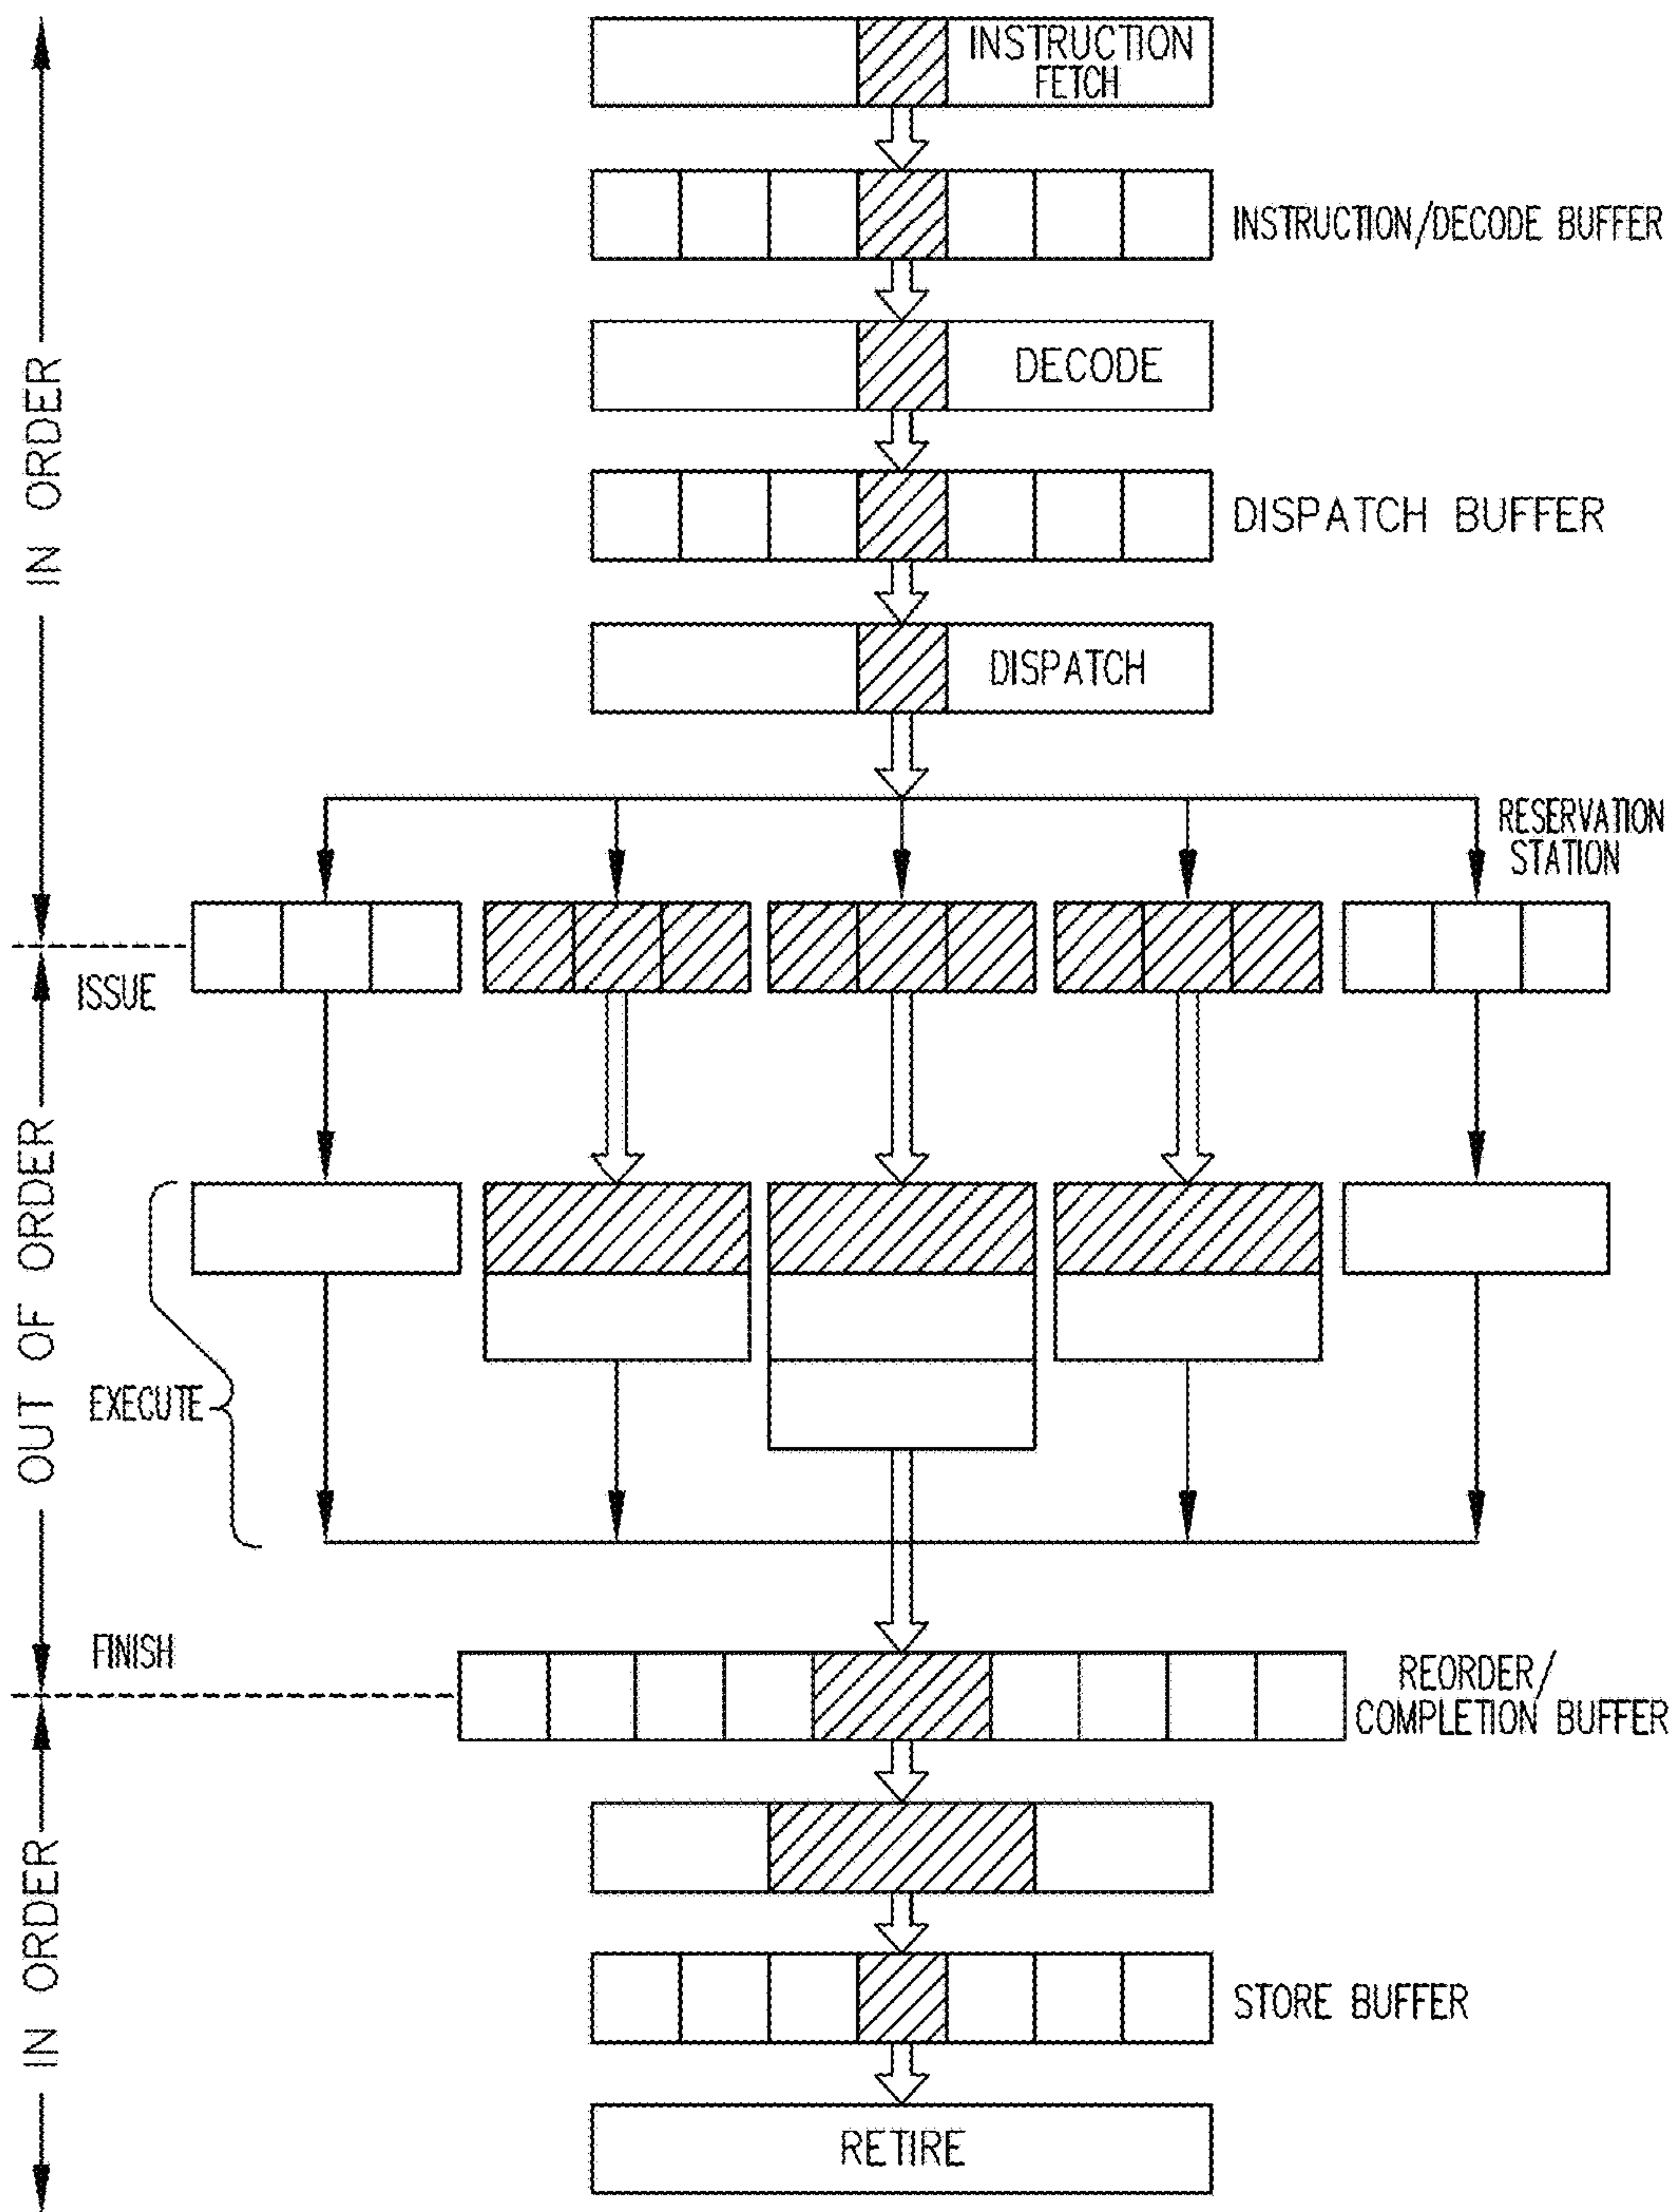 INSTRUCTION
FETCH
INSTRUCTION/DECODE BUFFER
DECODE
IN ORDER
DISPATCH BUFFER
DISPATCH
RESERVATION
STATION
ISSUE
OUT OF ORDER
EXECUTE
FINISH
REORDER/
COMPLETION BUFFER
IN ORDER
STORE BUFFER
RETIRE